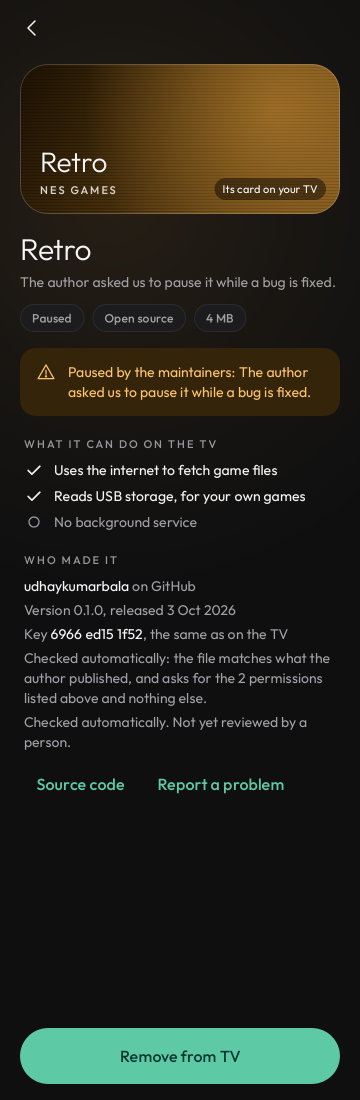 Retro
NES GAMES
Its card on your TV
Retro
The author asked us to pause it while a bug is fixed.
Paused
Open source
4 MB
Paused by the maintainers: The author
asked us to pause it while a bug is fixed.
WHAT IT CAN DO ON THE TV
Uses the internet to fetch game files
Reads USB storage, for your own games
No background service
WHO MADE IT
udhaykumarbala on GitHub
Version 0.1.0, released 3 Oct 2026
Key 6966 ed15 1f52, the same as on the TV
Checked automatically: the file matches what the
author published, and asks for the 2 permissions
listed above and nothing else.
Checked automatically. Not yet reviewed by a
person.
Source code
Report a problem
Remove from TV